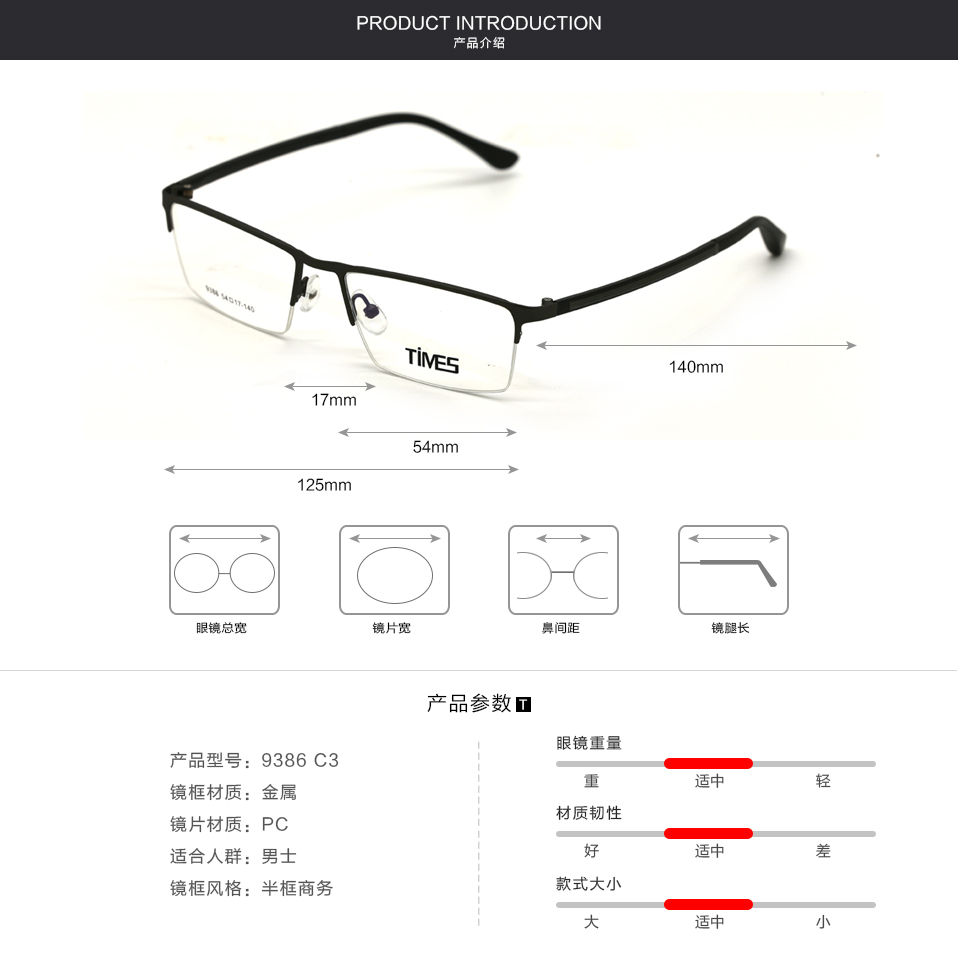 PRODUCT INTRODUCTION
产品介绍
9386 54□17-140
TiMES
140mm
17mm
54mm
125mm
眼镜总宽
镜片宽
鼻间距
镜腿长
产品参数 T
产品型号：9386 C3
镜框材质：金属
镜片材质：PC
适合人群：男士
镜框风格：半框商务
眼镜重量
重 适中 轻
材质韧性
好 适中 差
款式大小
大 适中 小